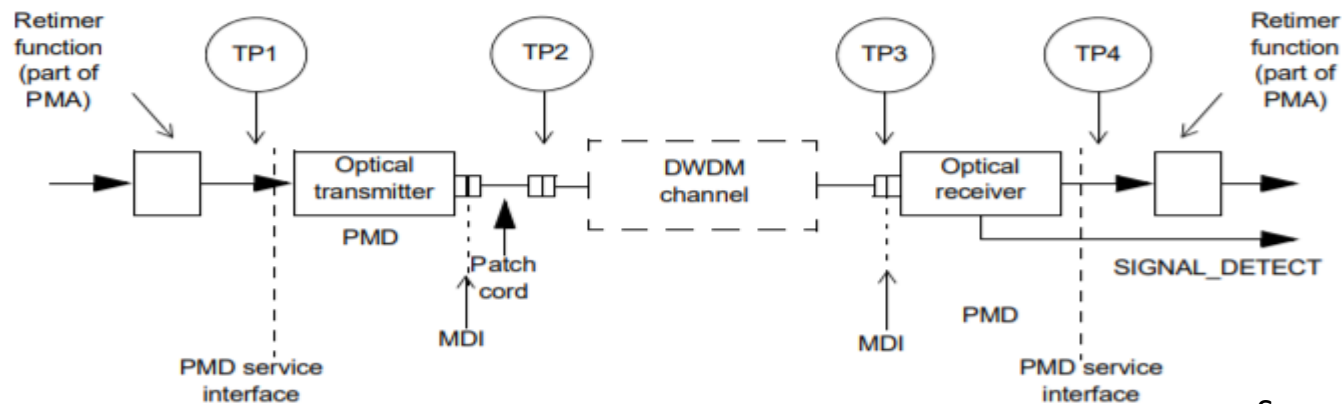 Retimer
function
(part of
PMA)
TP1
TP2
TP3
TP4
Retimer
function
(part of
PMA)
Optical
transmitter
PMD
DWDM
channel
Optical
receiver
Patch
cord
MDI
MDI
PMD
SIGNAL_DETECT
PMD service
interface
PMD service
interface